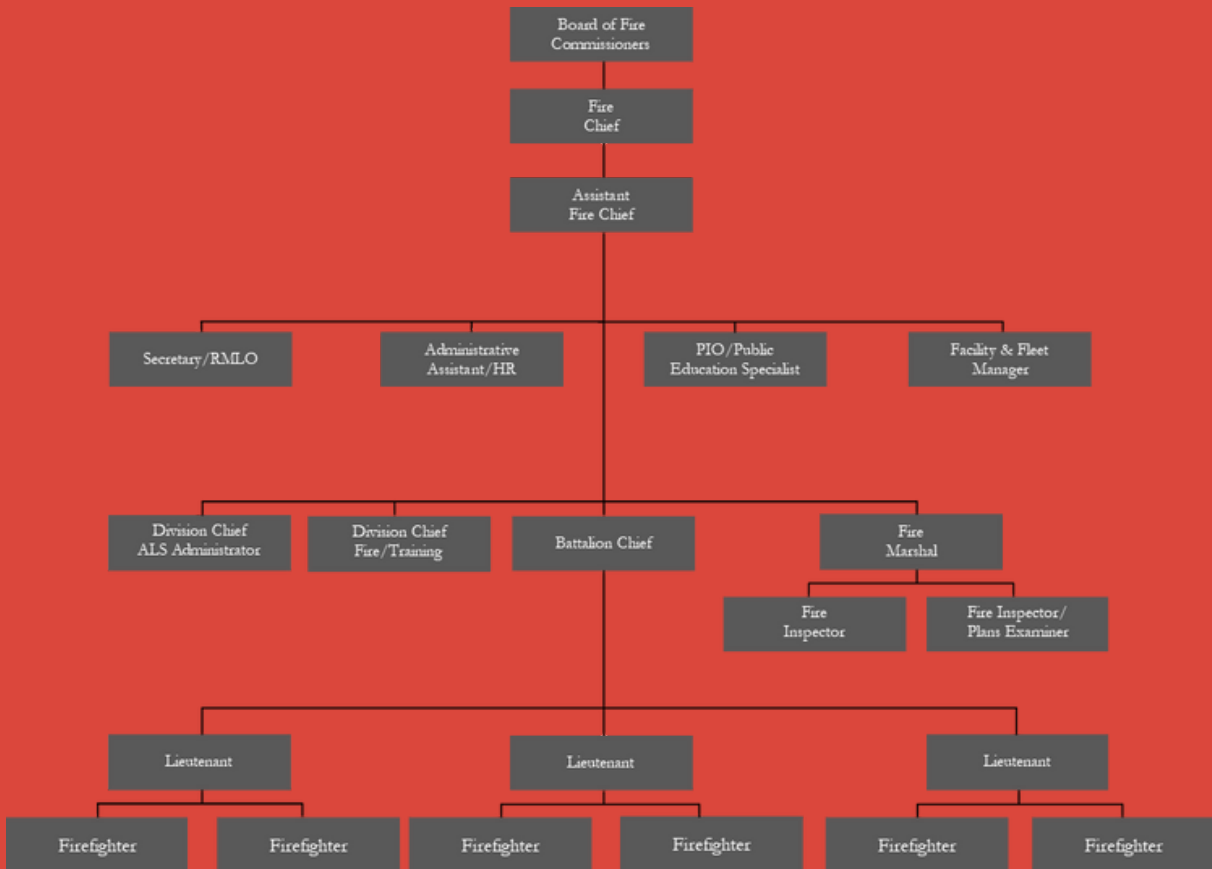 Board of Fire
Commissioners
Fire
Chief
Assistant
Fire Chief
Secretary/RMLO
Administrative
Assistant/HR
PIO/Public
Education Specialist
Facility & Fleet
Manager
Division Chief
ALS Administrator
Division Chief
Fire/Training
Battalion Chief
Fire
Marshal
Fire
Inspector
Fire Inspector/
Plans Examiner
Lieutenant
Lieutenant
Lieutenant
Firefighter
Firefighter
Firefighter
Firefighter
Firefighter
Firefighter